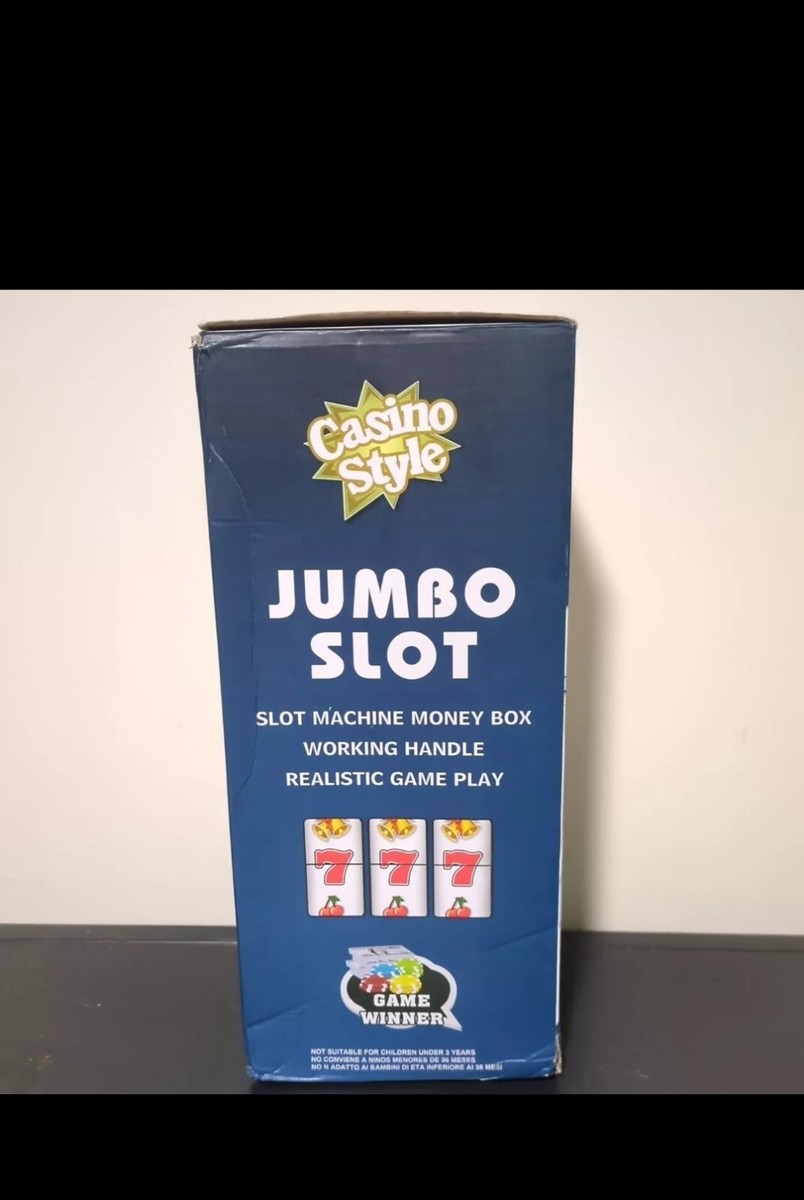 Casino
Style
JUMBO
SLOT
SLOT MACHINE MONEY BOX
WORKING HANDLE
REALISTIC GAME PLAY
7 7 7
GAME
WINNER
NOT SUITABLE FOR CHILDREN UNDER 3 YEARS
NO CONVIENE A NINOS MENORES DE 36 MESES
NO N ADATTO AI BAMBINI DI ETA INFERIORE AI 36 MESI